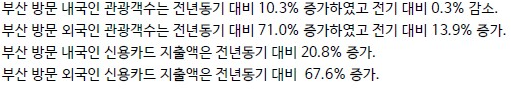 부산 방문 내국인 관광객수는 전년동기 대비 10.3% 증가하였고 전기 대비 0.3% 감소.
부산 방문 외국인 관광객수는 전년동기 대비 71.0% 증가하였고 전기 대비 13.9% 증가.
부산 방문 내국인 신용카드 지출액은 전년동기 대비 20.8% 증가.
부산 방문 외국인 신용카드 지출액은 전년동기 대비 67.6% 증가.